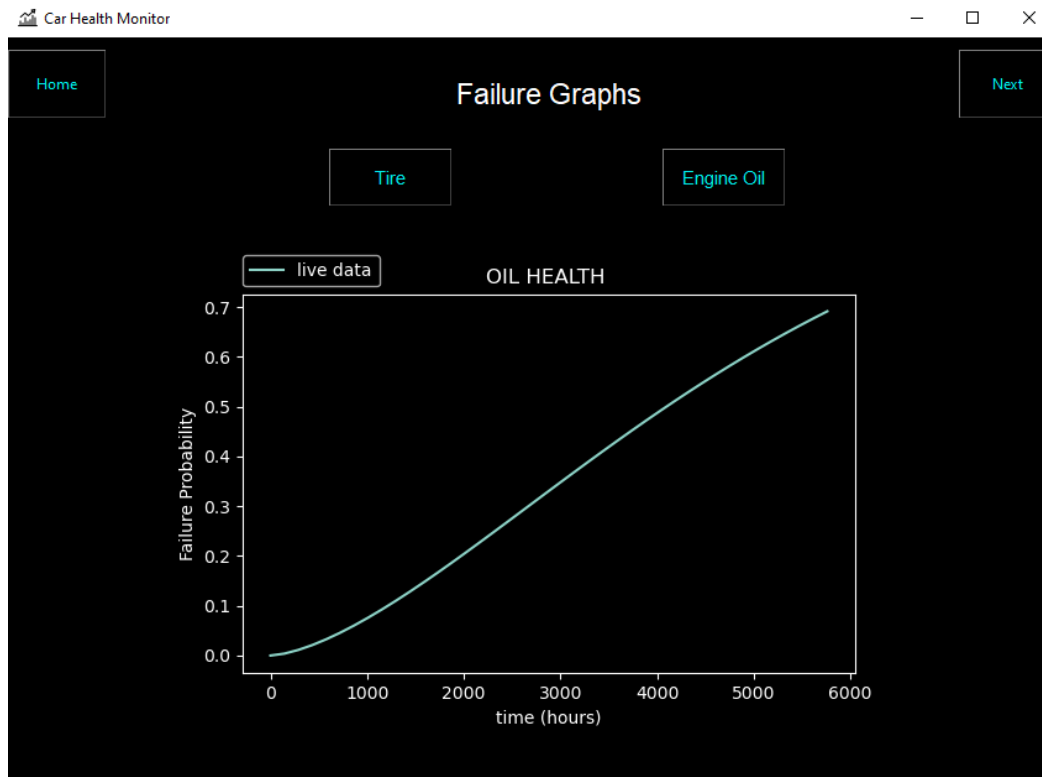 Car Health Monitor
Home
Failure Graphs
Next
Tire
Engine Oil
live data
OIL HEALTH
0.7
0.6
0.5
0.4
0.3
0.2
0.1
0.0
Failure Probability
0 1000 2000 3000 4000 5000 6000
time (hours)